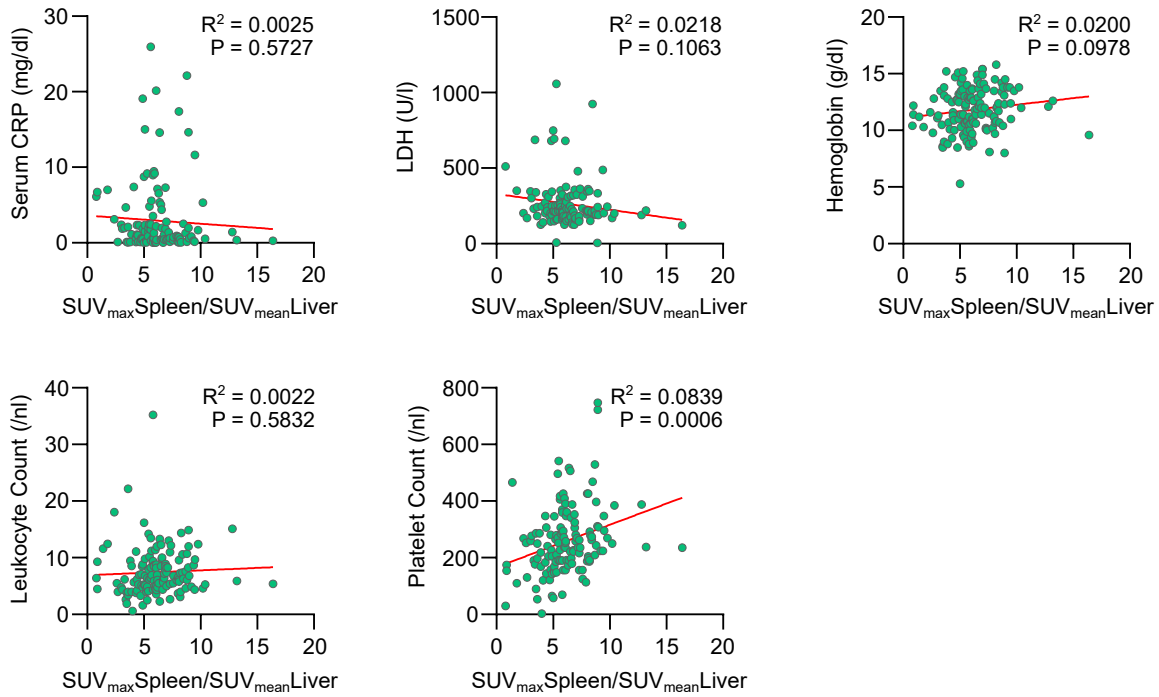 Serum CRP (mg/dl)
30
20
10
0
R² = 0.0025
P = 0.5727
0 5 10 15 20
SUVmaxSpleen/SUVmeanLiver
LDH (U/l)
1500
1000
500
0
R² = 0.0218
P = 0.1063
0 5 10 15 20
SUVmaxSpleen/SUVmeanLiver
Hemoglobin (g/dl)
20
15
10
5
0
R² = 0.0200
P = 0.0978
0 5 10 15 20
SUVmaxSpleen/SUVmeanLiver
Leukocyte Count (/nl)
40
30
20
10
0
R² = 0.0022
P = 0.5832
0 5 10 15 20
SUVmaxSpleen/SUVmeanLiver
Platelet Count (/nl)
800
600
400
200
0
R² = 0.0839
P = 0.0006
0 5 10 15 20
SUVmaxSpleen/SUVmeanLiver